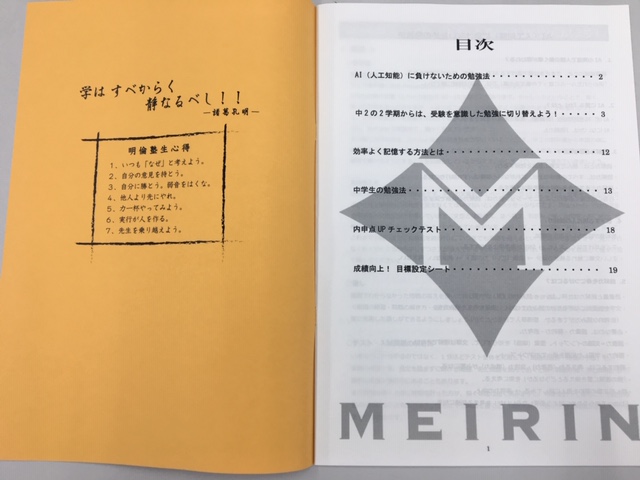 学は すべからく
静なるべし！！
―諸葛孔明―
明倫塾生心得
1、いつも「なぜ」と考えよう。
2、自分の意見を持とう。
3、自分に勝とう。弱音をはくな。
4、他人より先にやれ。
5、力一杯やってみよう。
6、実行が人を作る。
7、先生を乗り越えよう。
目次
AI（人工知能）に負けないための勉強法・・・・・・・・・・・・・・ 2
中2の2学期からは、受験を意識した勉強に切り替えよう！・・・・・ 3
効率よく記憶する方法とは・・・・・・・・・・・・・・・・・・・・ 12
中学生の勉強法・・・・・・・・・・・・・・・・・・・・・・・・・ 13
内申点UPチェックテスト・・・・・・・・・・・・・・・・・・・・ 18
成績向上！ 目標設定シート・・・・・・・・・・・・・・・・・・・ 19
M
MEIRIN
1